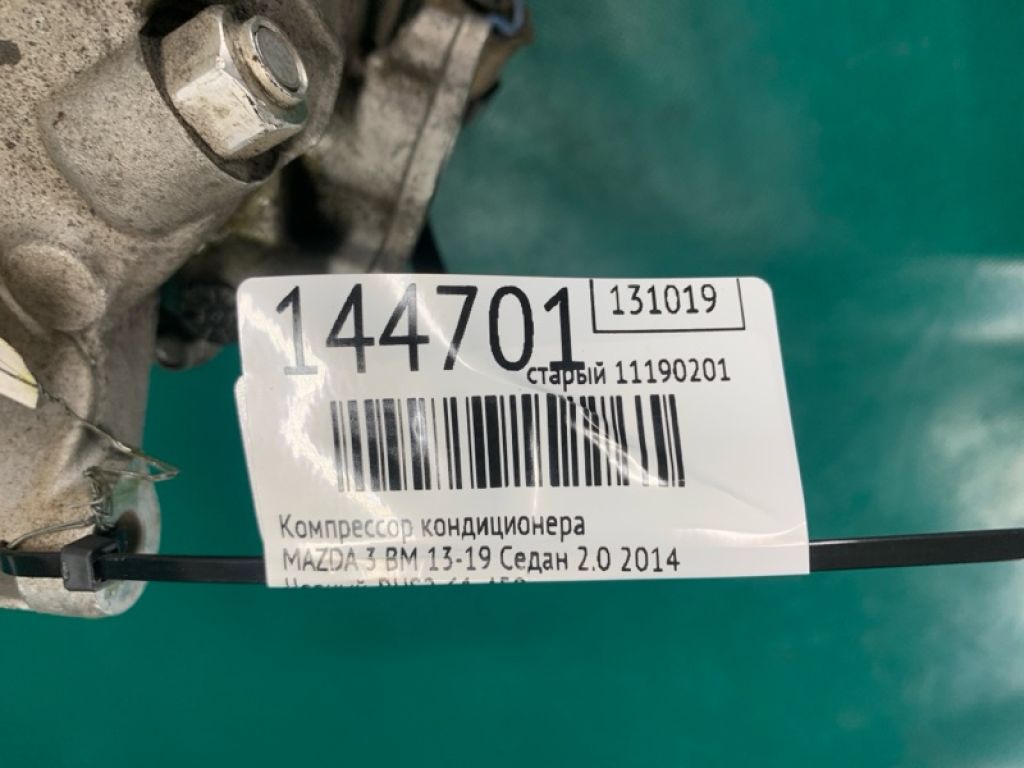 144701 131019
старый 11190201
Компрессор кондиционера
MAZDA 3 BM 13-19 Седан 2.0 2014